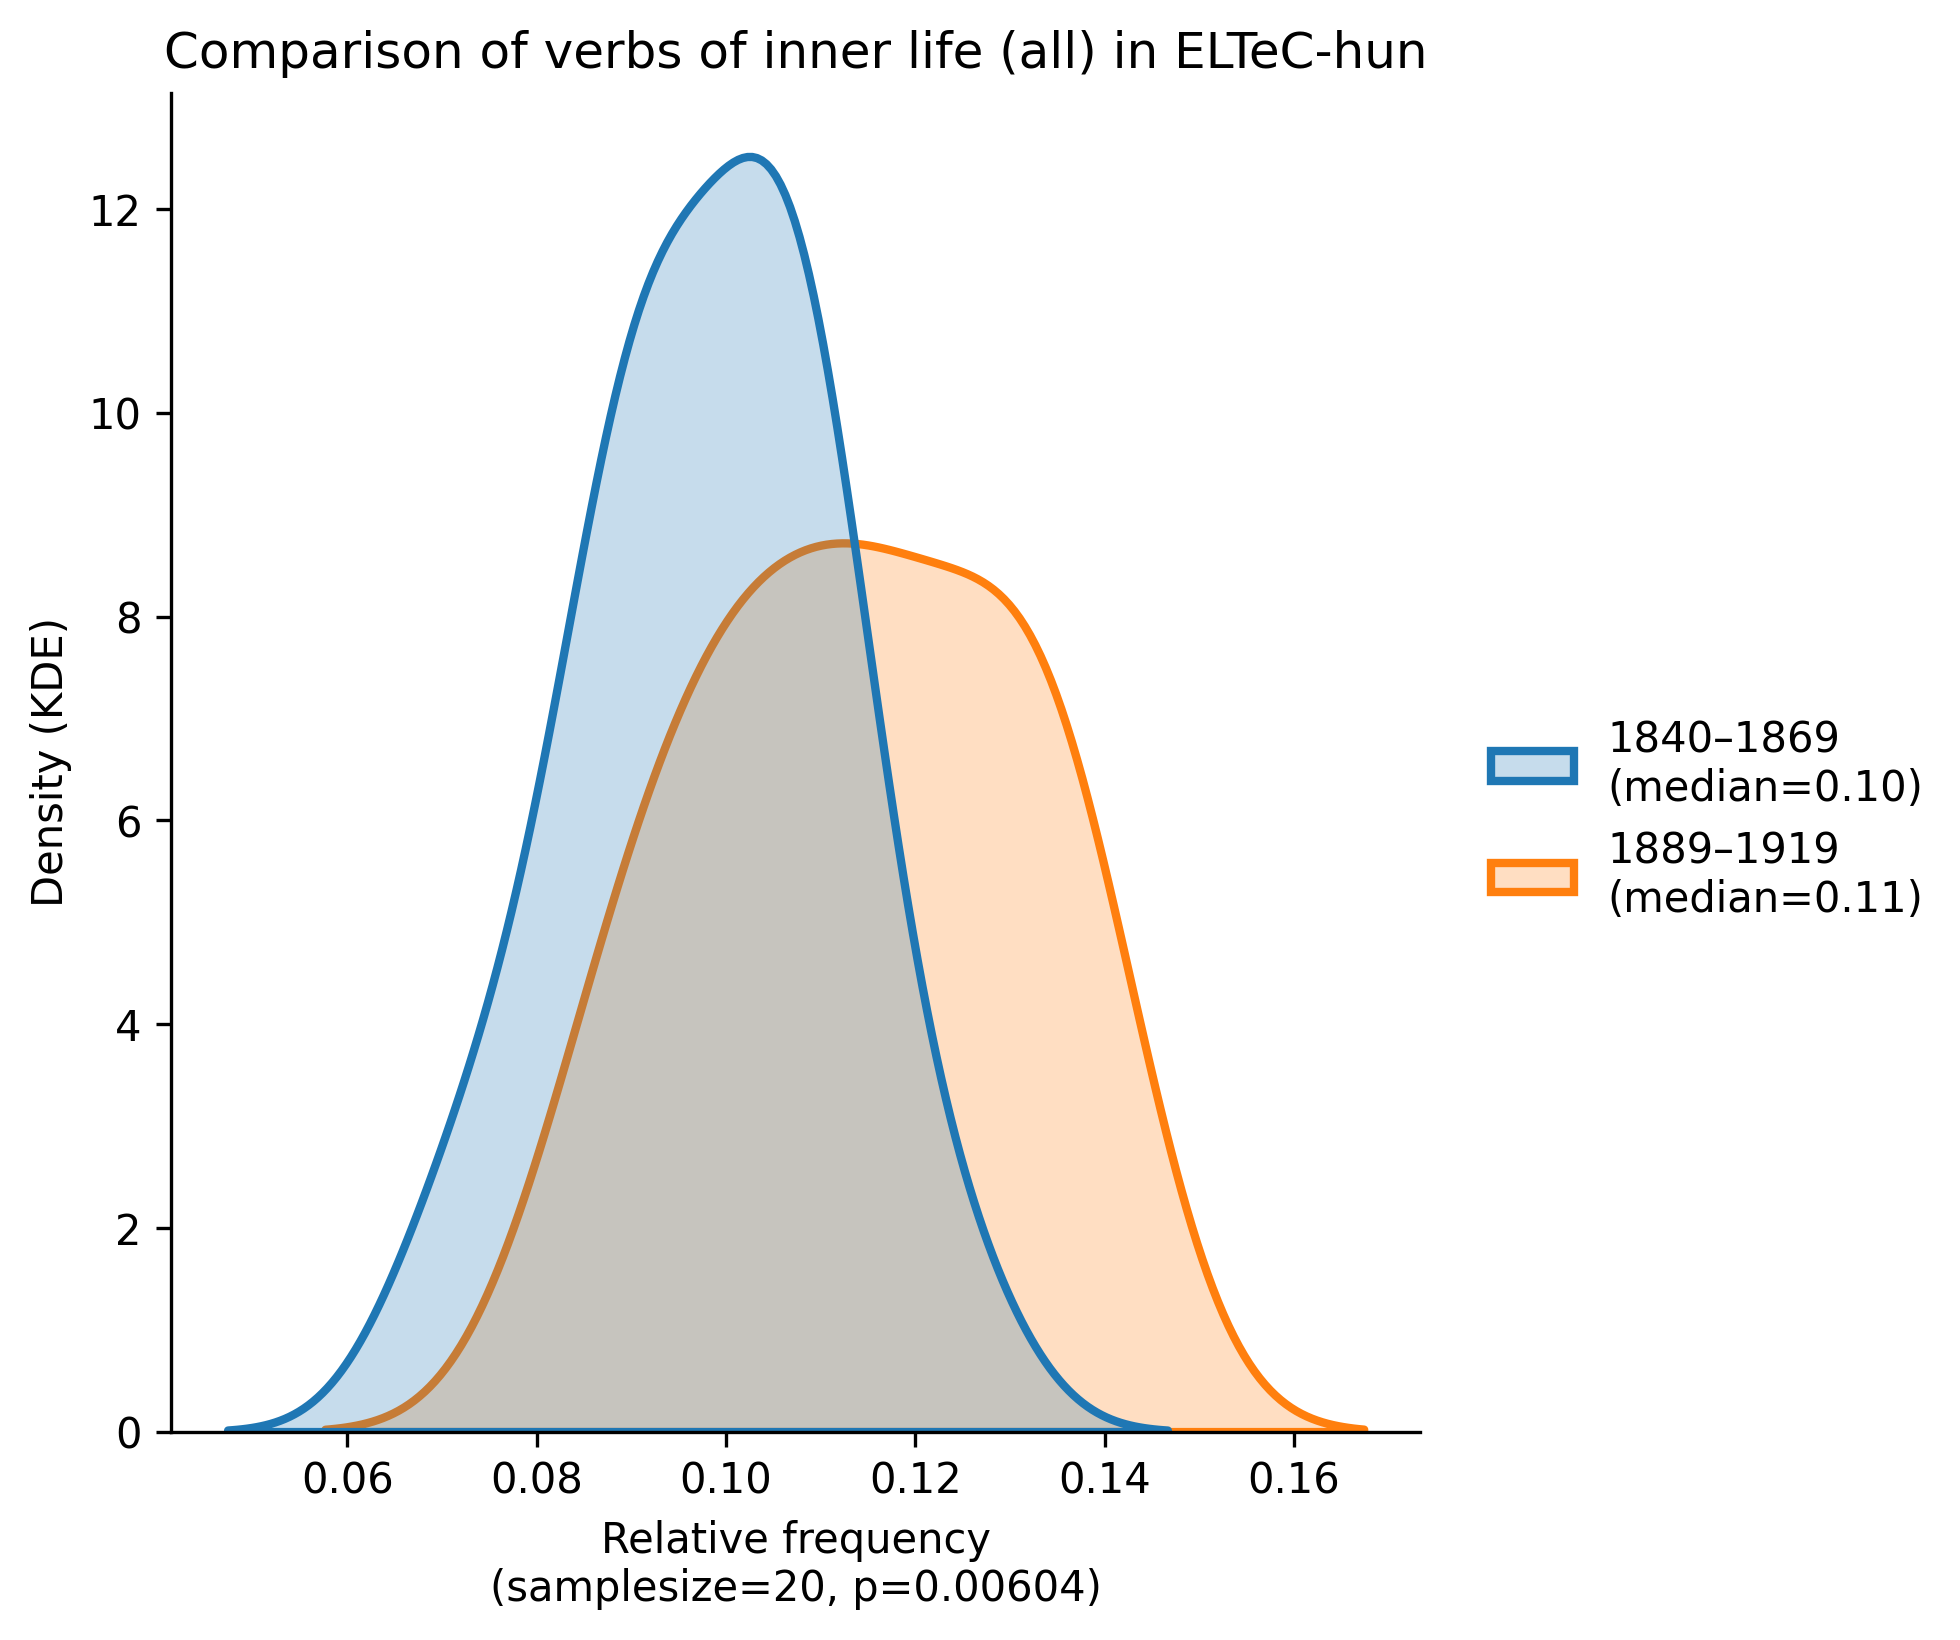 Comparison of verbs of inner life (all) in ELTeC-hun
12
10
8
6
4
2
0
Density (KDE)
0.06 0.08 0.10 0.12 0.14 0.16
Relative frequency
(samplesize=20, p=0.00604)
1840–1869
(median=0.10)
1889–1919
(median=0.11)